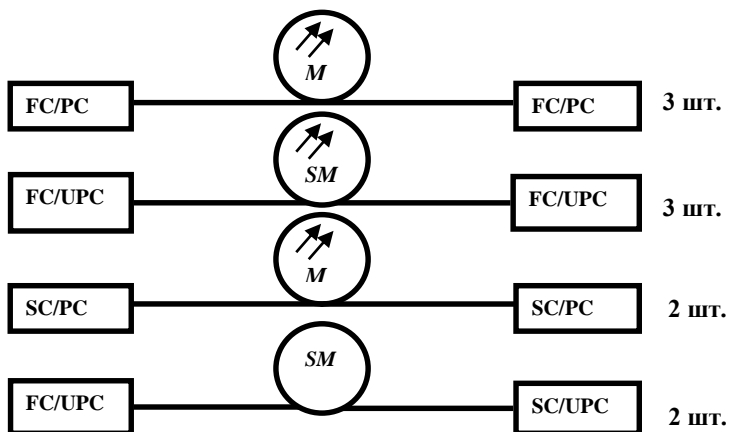 M
FC/PC FC/PC 3 шт.
SM
FC/UPC FC/UPC 3 шт.
M
SC/PC SC/PC 2 шт.
SM
FC/UPC SC/UPC 2 шт.